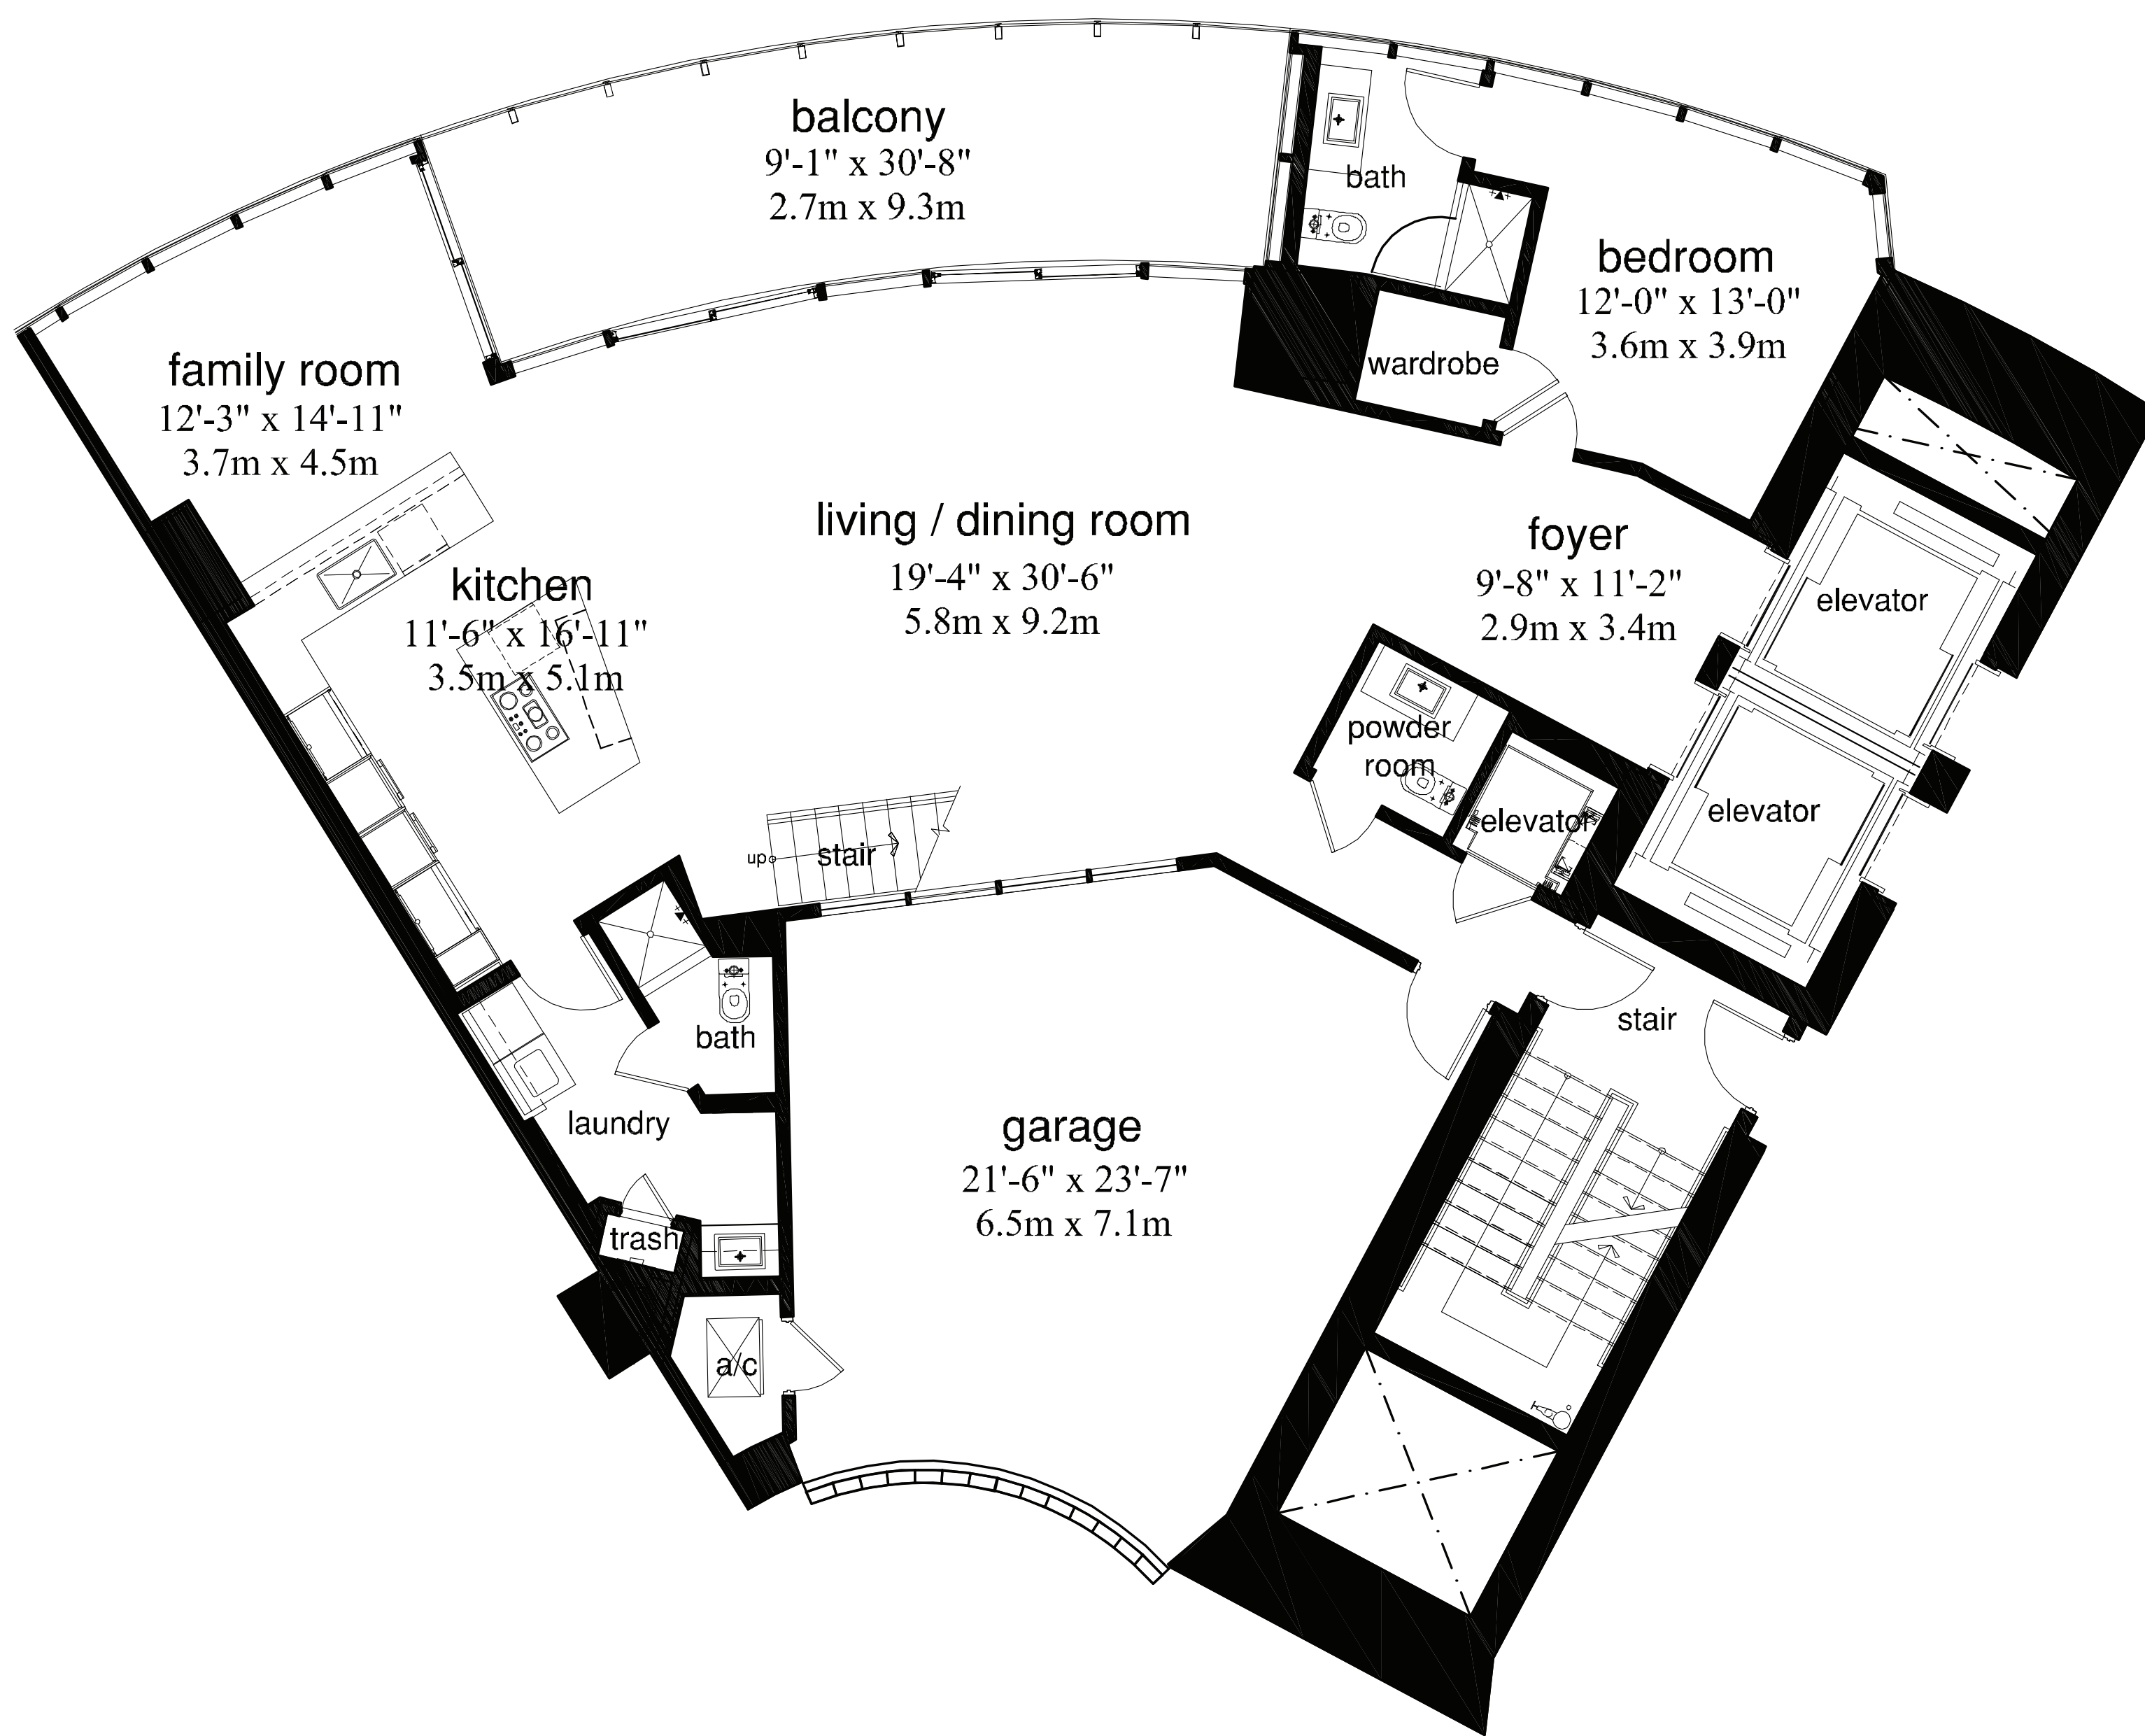 balcony
9'-1" x 30'-8"
2.7m x 9.3m
bath
bedroom
12'-0" x 13'-0"
3.6m x 3.9m
wardrobe
family room
12'-3" x 14'-11"
3.7m x 4.5m
living / dining room
19'-4" x 30'-6"
5.8m x 9.2m
foyer
9'-8" x 11'-2"
2.9m x 3.4m
elevator
kitchen
11'-6" x 16'-11"
3.5m x 5.1m
powder
room
elevator
elevator
up
stair
stair
bath
laundry
garage
21'-6" x 23'-7"
6.5m x 7.1m
trash
a/c